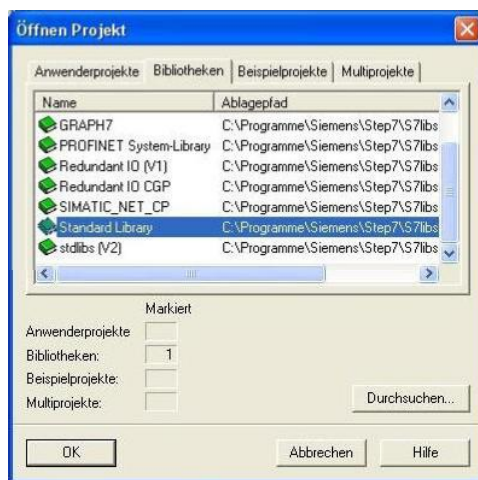 Öffnen Projekt
Anwenderprojekte Bibliotheken Beispielprojekte Multiprojekte
Name Ablagepfad
GRAPH7 C:\Programme\Siemens\Step7\S7libs
PROFINET System-Library C:\Programme\Siemens\Step7\S7libs
Redundant IO (V1) C:\Programme\Siemens\Step7\S7libs
Redundant IO CGP C:\Programme\Siemens\Step7\S7libs
SIMATIC_NET_CP C:\Programme\Siemens\Step7\S7libs
Standard Library C:\Programme\Siemens\Step7\S7libs
stdlibs (V2) C:\Programme\Siemens\Step7\S7libs
Markiert
Anwenderprojekte
Bibliotheken: 1
Beispielprojekte:
Multiprojekte:
Durchsuchen...
OK Abbrechen Hilfe